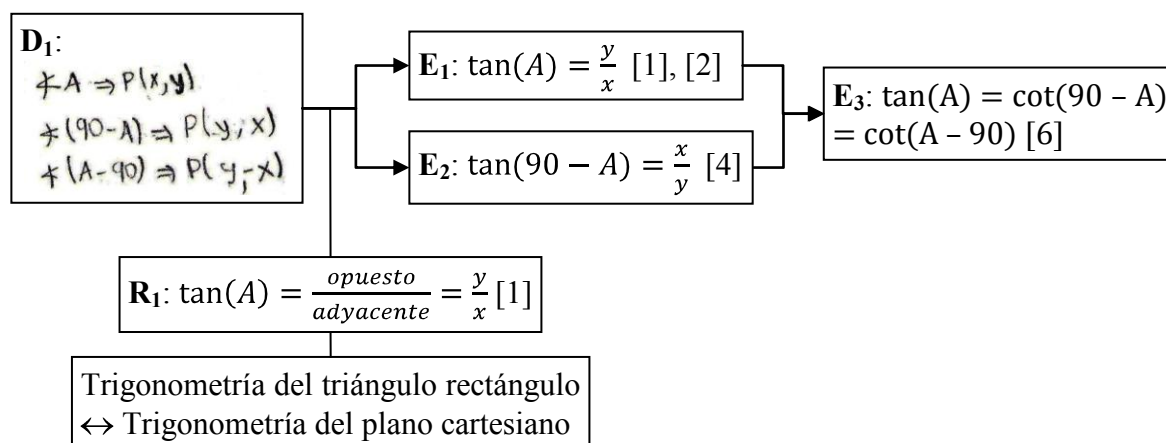 D₁:
* A ⇒ P(x,y)
* (90-A) ⇒ P(y,x)
* (A-90) ⇒ P(y,-x)
E₁: tan(A) = y/x [1], [2]
E₂: tan(90 − A) = x/y [4]
E₃: tan(A) = cot(90 – A)
= cot(A – 90) [6]
R₁: tan(A) = opuesto/adyacente = y/x [1]
Trigonometría del triángulo rectángulo
↔ Trigonometría del plano cartesiano